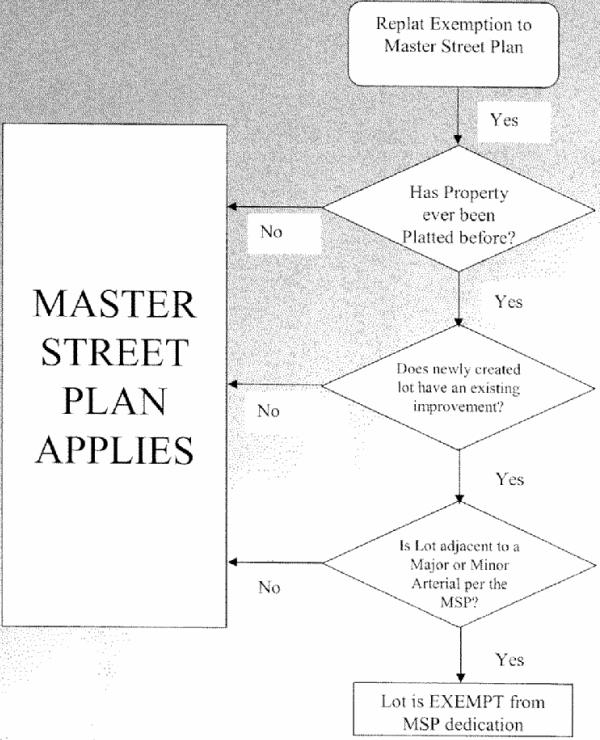 Replat Exemption to
Master Street Plan
Yes
Has Property
ever been
Platted before?
No
Yes
MASTER
STREET
PLAN
APPLIES
Does newly created
lot have an existing
improvement?
No
Yes
Is Lot adjacent to a
Major or Minor
Arterial per the
MSP?
No
Yes
Lot is EXEMPT from
MSP dedication